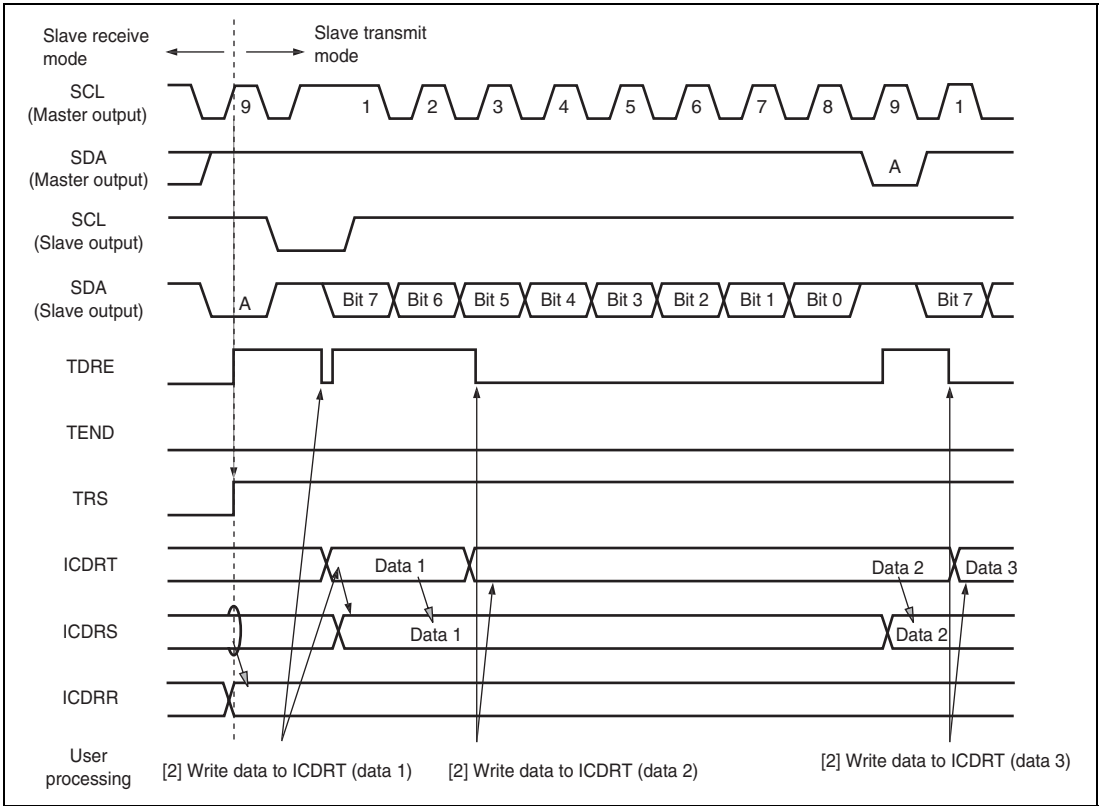 Slave receive
mode
Slave transmit
mode
SCL
(Master output)
9 1 2 3 4 5 6 7 8 9 1
SDA
(Master output)
A
SCL
(Slave output)
SDA
(Slave output)
A Bit 7 Bit 6 Bit 5 Bit 4 Bit 3 Bit 2 Bit 1 Bit 0 Bit 7
TDRE
TEND
TRS
ICDRT
Data 1 Data 2 Data 3
ICDRS
Data 1 Data 2
ICDRR
User
processing
[2] Write data to ICDRT (data 1) [2] Write data to ICDRT (data 2) [2] Write data to ICDRT (data 3)